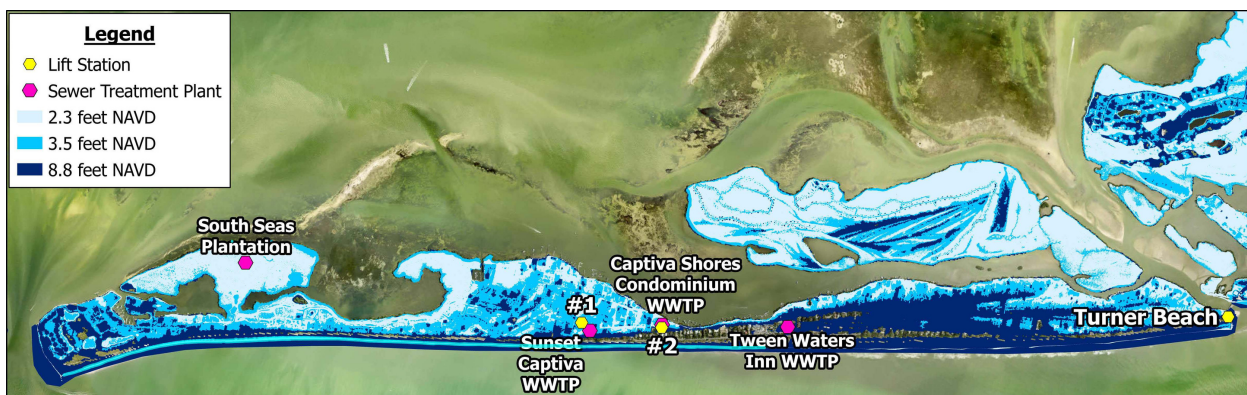 Legend
Lift Station
Sewer Treatment Plant
2.3 feet NAVD
3.5 feet NAVD
8.8 feet NAVD
South Seas
Plantation
#1
Sunset
Captiva
WWTP
Captiva Shores
Condominium
WWTP
#2
Tween Waters
Inn WWTP
Turner Beach